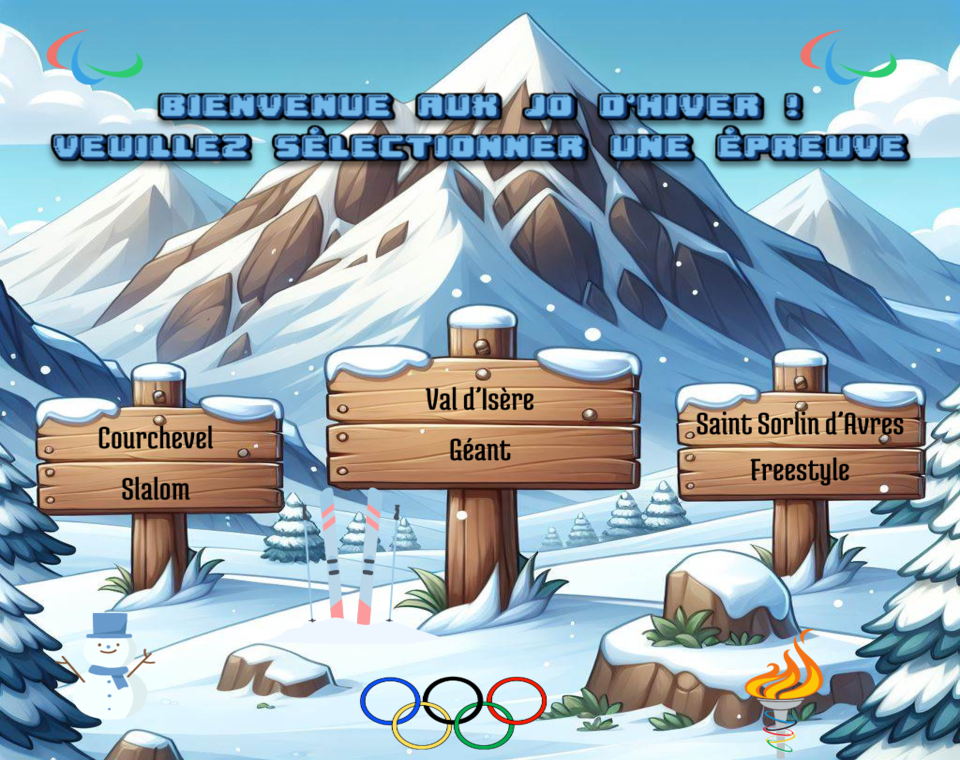 BIENVENUE AUX JO D'HIVER !
VEUILLEZ SÉLECTIONNER UNE ÉPREUVE
Val d'Isère
Géant
Courchevel
Slalom
Saint Sorlin d'Avres
Freestyle